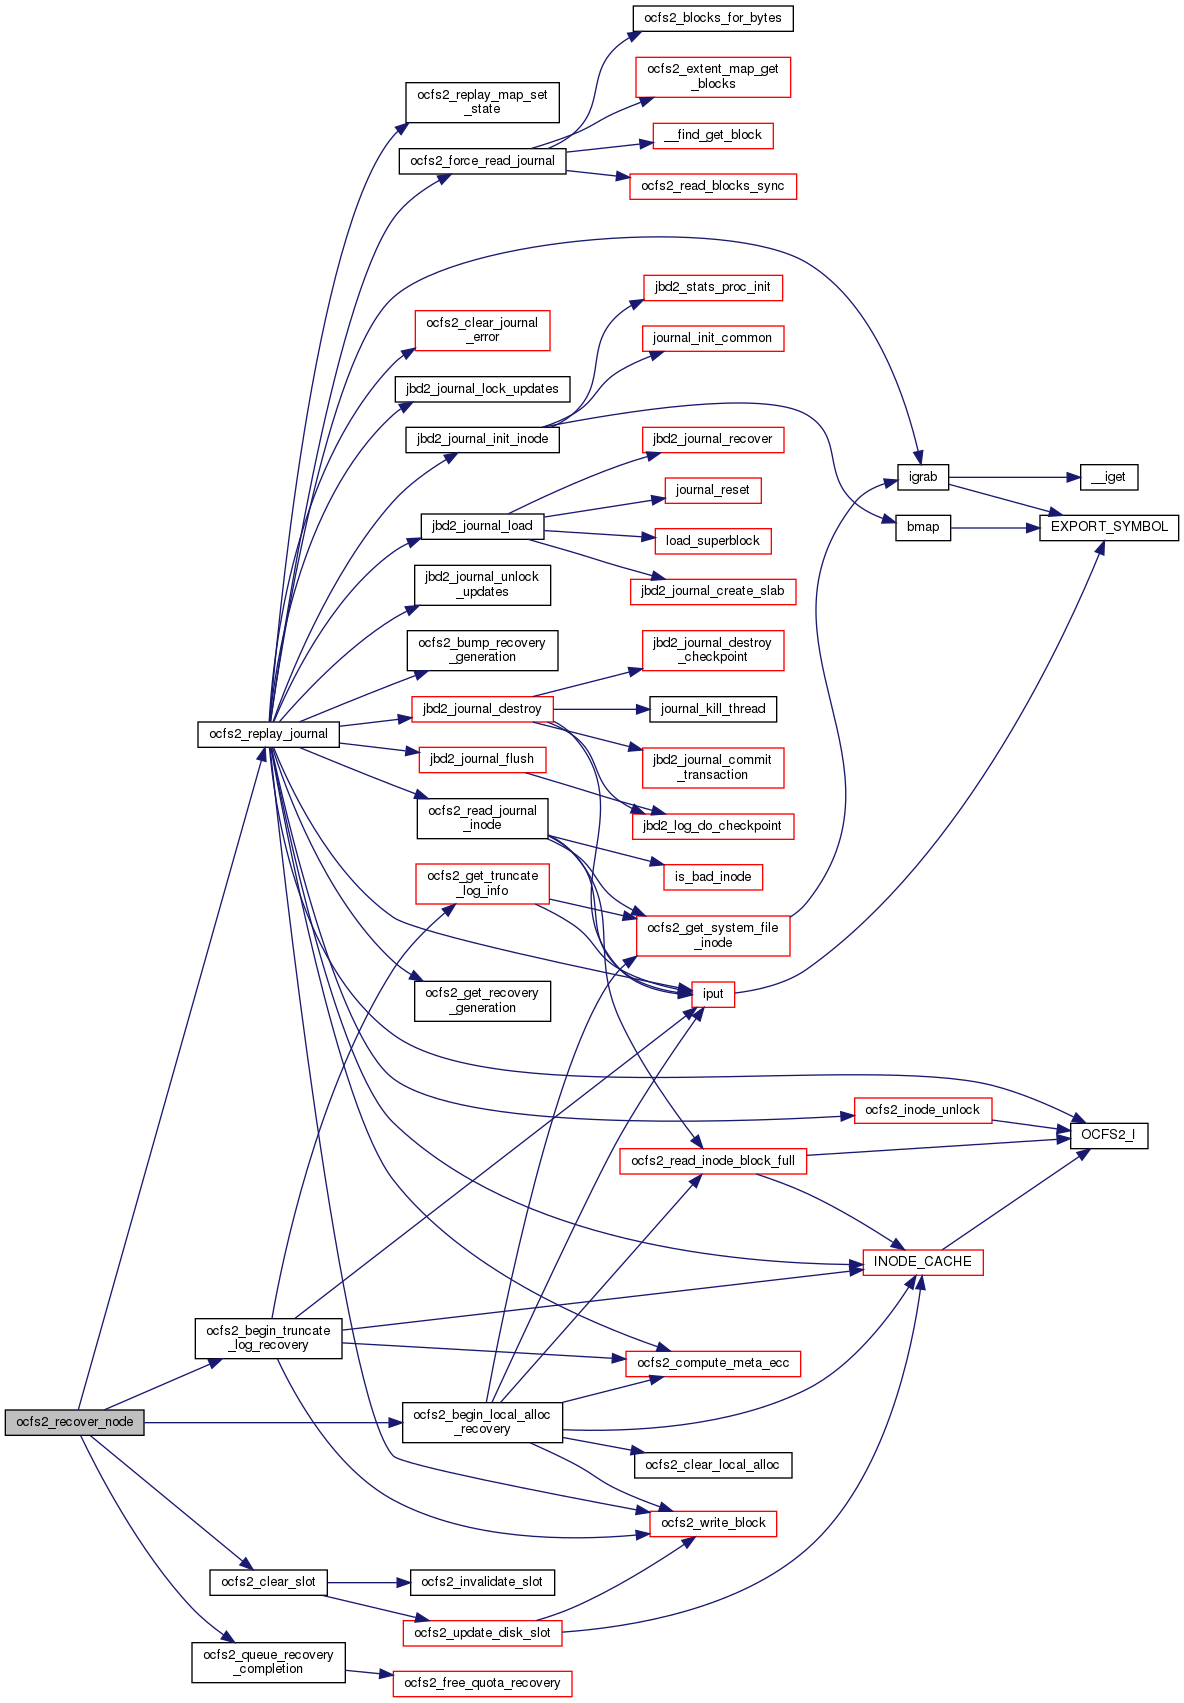 ocfs2_blocks_for_bytes
ocfs2_extent_map_get
_blocks
ocfs2_replay_map_set
_state
__find_get_block
ocfs2_force_read_journal
ocfs2_read_blocks_sync
jbd2_stats_proc_init
ocfs2_clear_journal
_error
journal_init_common
jbd2_journal_lock_updates
jbd2_journal_init_inode
jbd2_journal_recover
igrab
__iget
journal_reset
jbd2_journal_load
bmap
EXPORT_SYMBOL
load_superblock
jbd2_journal_unlock
_updates
jbd2_journal_create_slab
ocfs2_bump_recovery
_generation
jbd2_journal_destroy
_checkpoint
jbd2_journal_destroy
journal_kill_thread
ocfs2_replay_journal
jbd2_journal_flush
jbd2_journal_commit
_transaction
ocfs2_read_journal
_inode
jbd2_log_do_checkpoint
is_bad_inode
ocfs2_get_truncate
_log_info
ocfs2_get_system_file
_inode
iput
ocfs2_get_recovery
_generation
ocfs2_inode_unlock
OCFS2_I
ocfs2_read_inode_block_full
INODE_CACHE
ocfs2_begin_truncate
_log_recovery
ocfs2_compute_meta_ecc
ocfs2_recover_node
ocfs2_begin_local_alloc
_recovery
ocfs2_clear_local_alloc
ocfs2_write_block
ocfs2_clear_slot
ocfs2_invalidate_slot
ocfs2_update_disk_slot
ocfs2_queue_recovery
_completion
ocfs2_free_quota_recovery